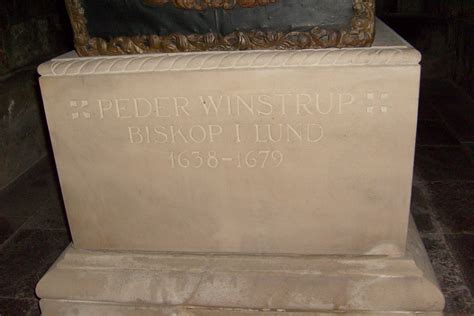 PEDER WINSTRUP
BISKOP I LUND
1638-1679